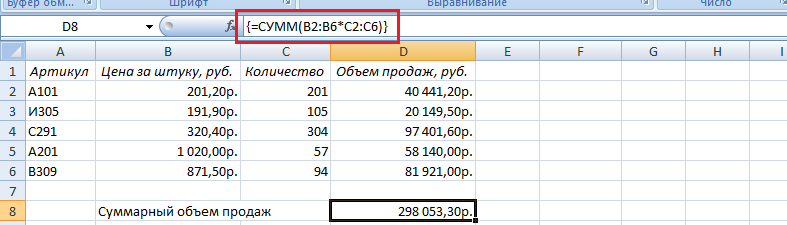 Буфер обм... Шрифт Выравнивание Число
D8 fx {=СУММ(B2:B6*C2:C6)}
A B C D E F G H I
1 Артикул Цена за штуку, руб. Количество Объем продаж, руб.
2 А101 201,20р. 201 40 441,20р.
3 И305 191,90р. 105 20 149,50р.
4 С291 320,40р. 304 97 401,60р.
5 А201 1 020,00р. 57 58 140,00р.
6 В309 871,50р. 94 81 921,00р.
7
8 Суммарный объем продаж 298 053,30р.